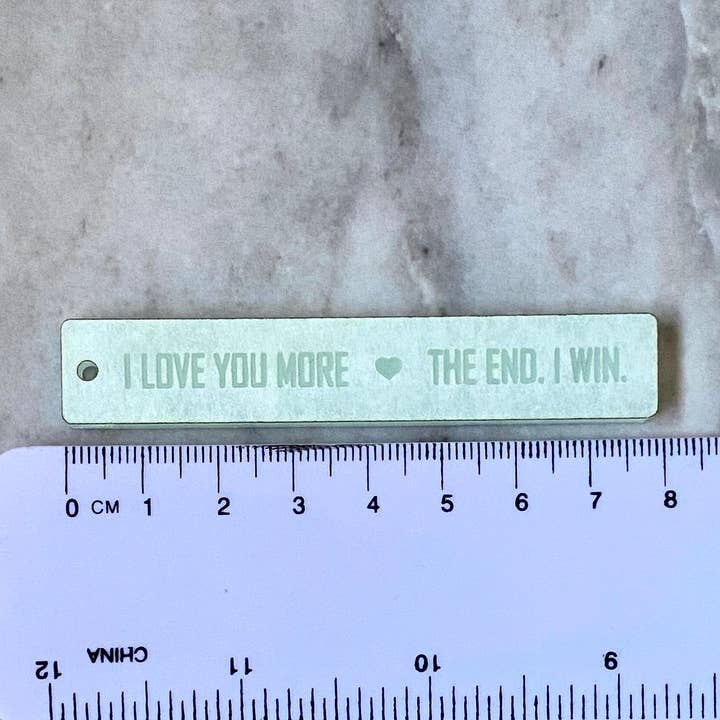 I LOVE YOU MORE ♥ THE END. I WIN.
0 CM 1 2 3 4 5 6 7 8
CHINA
12 11 10 9